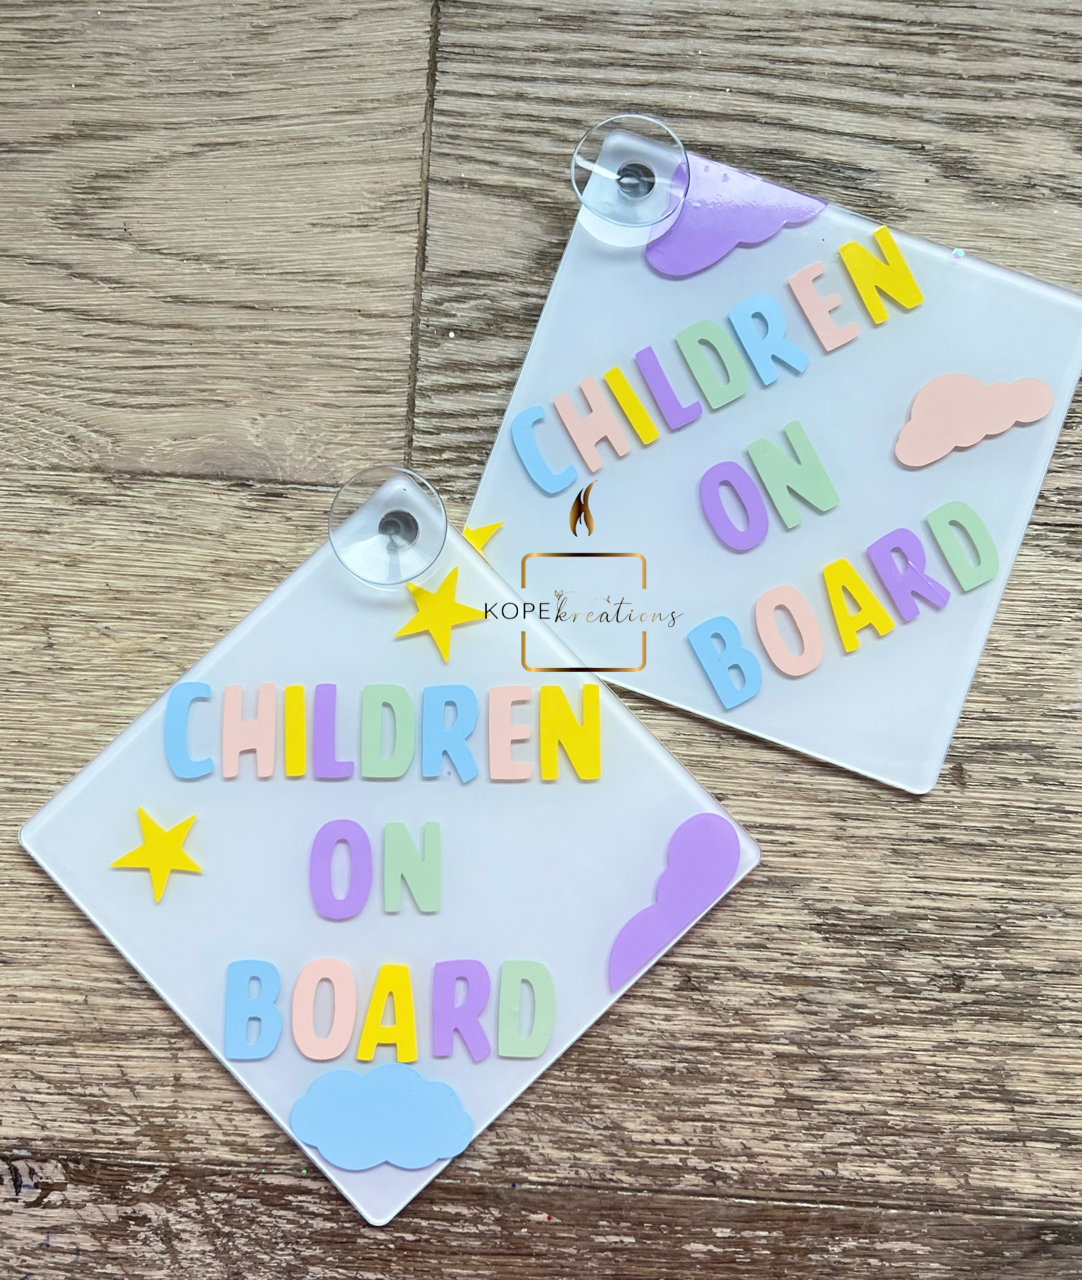 CHILDREN
ON
BOARD
KOPE kreations
CHILDREN
ON
BOARD